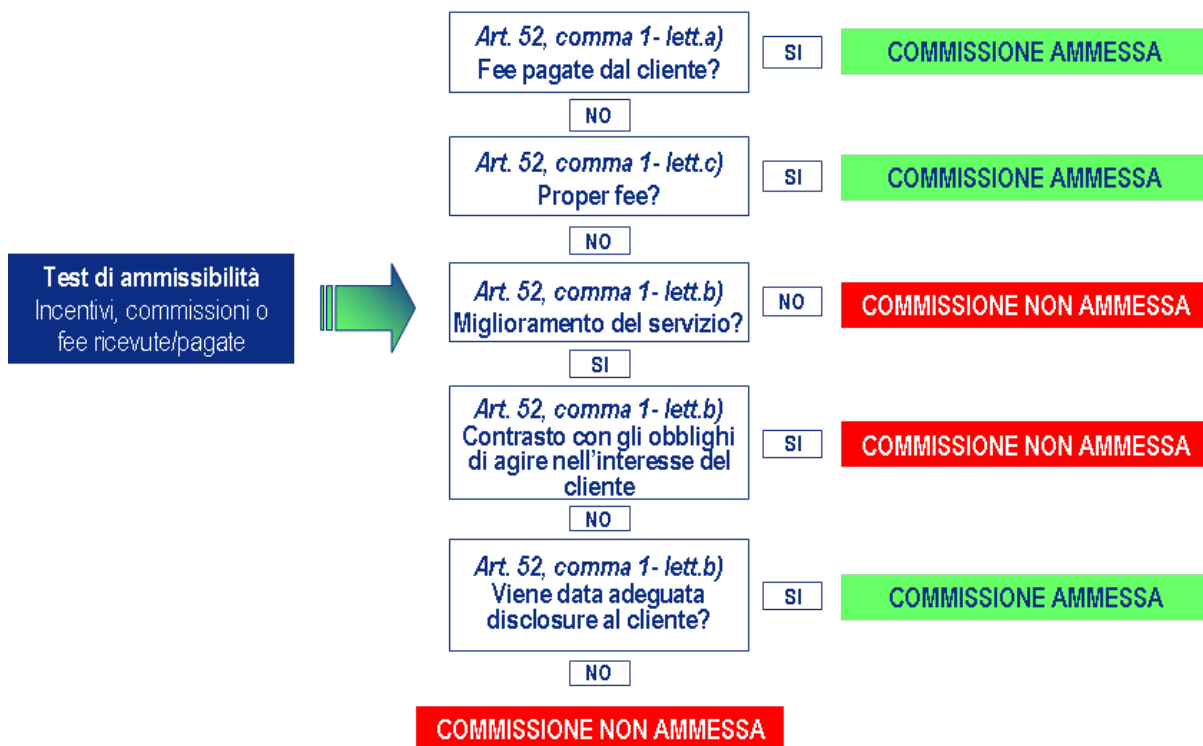 Art. 52, comma 1- lett.a)
Fee pagate dal cliente?
SI
COMMISSIONE AMMESSA
NO
Art. 52, comma 1- lett.c)
Proper fee?
SI
COMMISSIONE AMMESSA
NO
Test di ammissibilità
Incentivi, commissioni o
fee ricevute/pagate
Art. 52, comma 1- lett.b)
Miglioramento del servizio?
NO
COMMISSIONE NON AMMESSA
SI
Art. 52, comma 1- lett.b)
Contrasto con gli obblighi
di agire nell'interesse del
cliente
SI
COMMISSIONE NON AMMESSA
NO
Art. 52, comma 1- lett.b)
Viene data adeguata
disclosure al cliente?
SI
COMMISSIONE AMMESSA
NO
COMMISSIONE NON AMMESSA